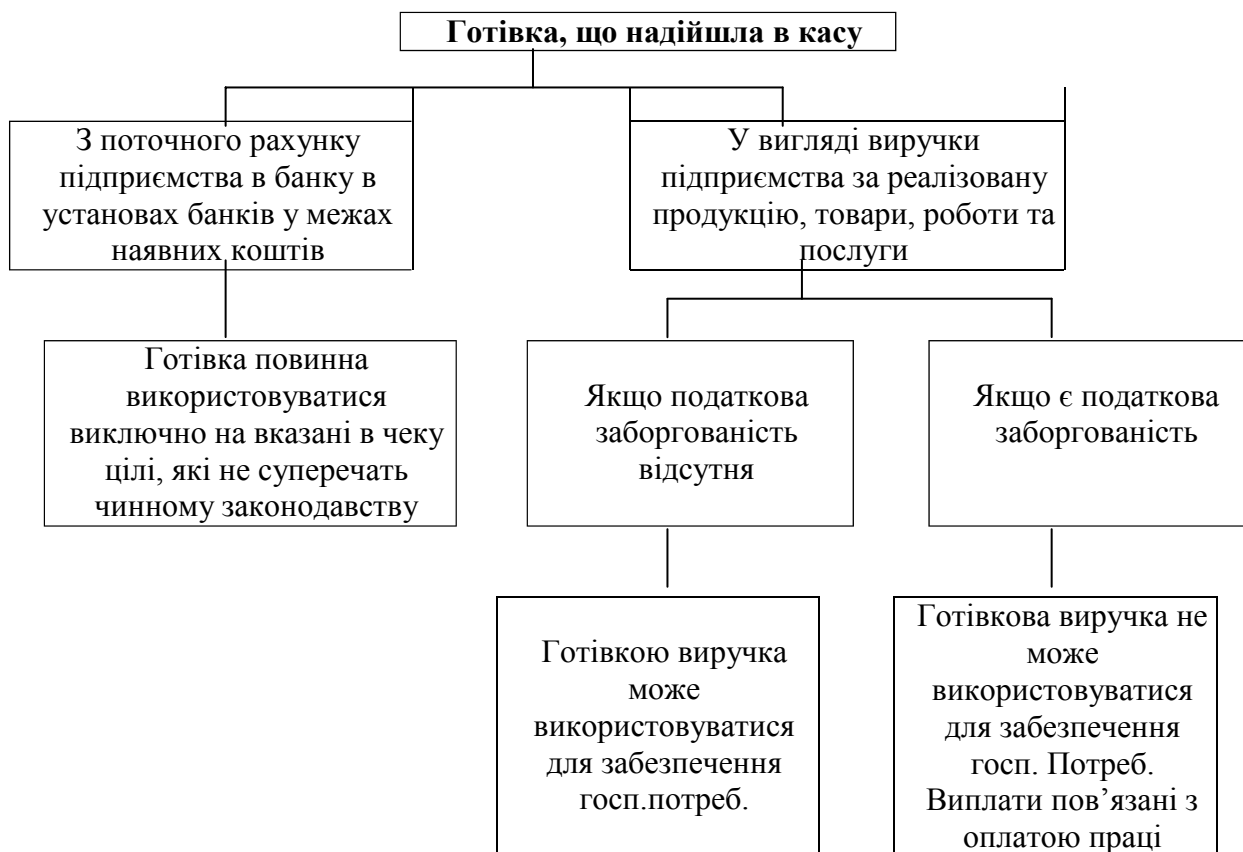 Готівка, що надійшла в касу
З поточного рахунку
підприємства в банку в
установах банків у межах
наявних коштів
У вигляді виручки
підприємства за реалізовану
продукцію, товари, роботи та
послуги
Готівка повинна
використовуватися
виключно на вказані в чеку
цілі, які не суперечать
чинному законодавству
Якщо податкова
заборгованість
відсутня
Якщо є податкова
заборгованість
Готівкою виручка
може
використовуватися
для забезпечення
госп.потреб.
Готівкова виручка не
може
використовуватися
для забезпечення
госп. Потреб.
Виплати пов’язані з
оплатою праці